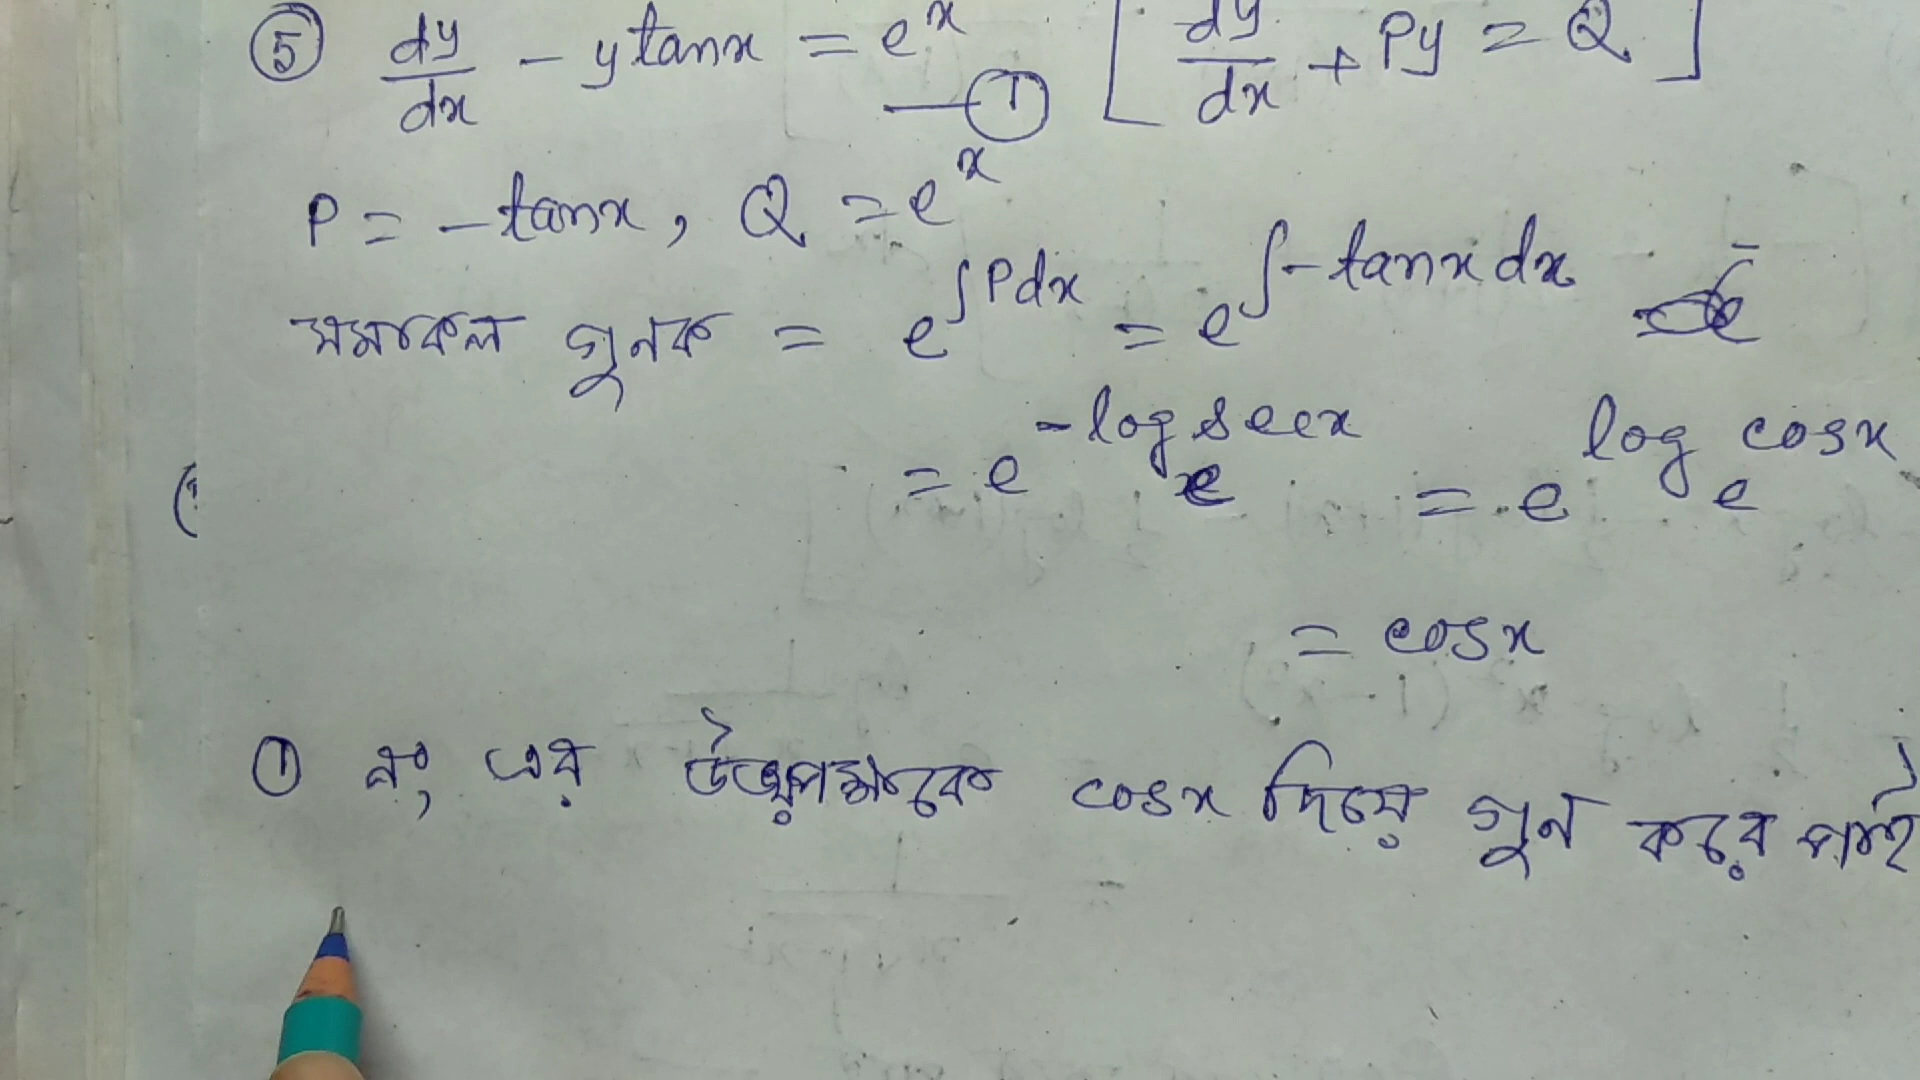 ⑤ dy/dx - y tanx = e^x —① [ dy/dx + Py = Q ]
P = -tanx, Q = e^x
সমাকল গুনক = e^∫Pdx = e^∫-tanx dx
= e^-log_e secx = e^log_e cosx
= cosx
① নং এর উভয়পক্ষকে cosx দিয়ে গুন করে পাই